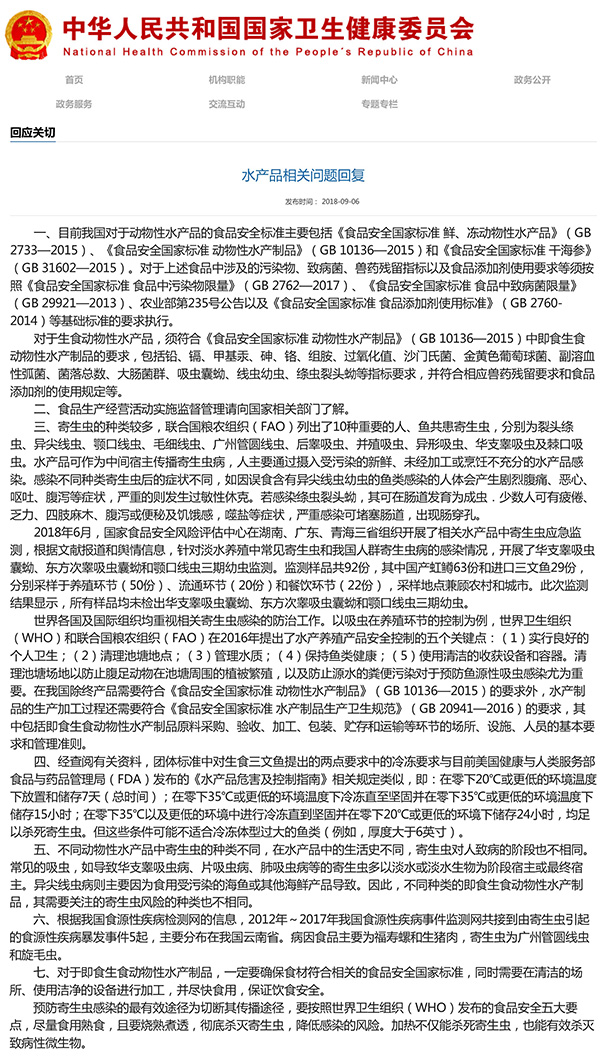 中华人民共和国国家卫生健康委员会
National Health Commission of the People's Republic of China
首页 机构职能 新闻中心 政务公开
政务服务 交流互动 专题专栏
回应关切
水产品相关问题回复
发布时间： 2018-09-06
一、目前我国对于动物性水产品的食品安全标准主要包括《食品安全国家标准 鲜、冻动物性水产品》（GB
2733—2015）、《食品安全国家标准 动物性水产制品》（GB 10136—2015）和《食品安全国家标准 干海参》
（GB 31602—2015）。对于上述食品中涉及的污染物、致病菌、兽药残留指标以及食品添加剂使用要求等须按
照《食品安全国家标准 食品中污染物限量》（GB 2762—2017）、《食品安全国家标准 食品中致病菌限量》
（GB 29921—2013）、农业部第235号公告以及《食品安全国家标准 食品添加剂使用标准》（GB 2760-
2014）等基础标准的要求执行。
对于生食动物性水产品，须符合《食品安全国家标准 动物性水产制品》（GB 10136—2015）中即食生食
动物性水产制品的要求，包括铅、镉、甲基汞、砷、铬、组胺、过氧化值、沙门氏菌、金黄色葡萄球菌、副溶血
性弧菌、菌落总数、大肠菌群、吸虫囊蚴、线虫幼虫、绦虫裂头蚴等指标要求，并符合相应兽药残留要求和食品
添加剂的使用规定等。
二、食品生产经营活动实施监督管理请向国家相关部门了解。
三、寄生虫的种类较多，联合国粮农组织（FAO）列出了10种重要的人、鱼共患寄生虫，分别为裂头绦
虫、异尖线虫、颚口线虫、毛细线虫、广州管圆线虫、后睾吸虫、并殖吸虫、异形吸虫、华支睾吸虫及棘口吸
虫。水产品可作为中间宿主传播寄生虫病，人主要通过摄入受污染的新鲜、未经加工或烹饪不充分的水产品感
染。感染不同种类寄生虫后的症状不同，如因误食含有异尖线虫幼虫的鱼类感染的人体会产生剧烈腹痛、恶心、
呕吐、腹泻等症状，严重的则发生过敏性休克。若感染绦虫裂头蚴，其可在肠道发育为成虫．少数人可有疲倦、
乏力、四肢麻木、腹泻或便秘及饥饿感，嗜盐等症状，严重感染可堵塞肠道，出现肠穿孔。
2018年6月，国家食品安全风险评估中心在湖南、广东、青海三省组织开展了相关水产品中寄生虫应急监
测，根据文献报道和舆情信息，针对淡水养殖中常见寄生虫和我国人群寄生虫病的感染情况，开展了华支睾吸虫
囊蚴、东方次睾吸虫囊蚴和颚口线虫三期幼虫监测。监测样品共92份，其中国产虹鳟63份和进口三文鱼29份，
分别采样于养殖环节（50份）、流通环节（20份）和餐饮环节（22份），采样地点兼顾农村和城市。此次监测
结果显示，所有样品均未检出华支睾吸虫囊蚴、东方次睾吸虫囊蚴和颚口线虫三期幼虫。
世界各国及国际组织均重视相关寄生虫感染的防治工作。以吸虫在养殖环节的控制为例，世界卫生组织
（WHO）和联合国粮农组织（FAO）在2016年提出了水产养殖产品安全控制的五个关键点：（1）实行良好的
个人卫生；（2）清理池塘地点；（3）管理水质；（4）保持鱼类健康；（5）使用清洁的收获设备和容器。清
理池塘场地以防止腹足动物在池塘周围的植被繁殖，以及防止源水的粪便污染对于预防鱼源性吸虫感染尤为重
要。在我国除终产品需要符合《食品安全国家标准 动物性水产制品》（GB 10136—2015）的要求外，水产制
品的生产加工过程还需要符合《食品安全国家标准 水产制品生产卫生规范》（GB 20941—2016）的要求，其
中包括即食生食动物性水产制品原料采购、验收、加工、包装、贮存和运输等环节的场所、设施、人员的基本要
求和管理准则。
四、经查阅有关资料，团体标准中对生食三文鱼提出的两点要求中的冷冻要求与目前美国健康与人类服务部
食品与药品管理局（FDA）发布的《水产品危害及控制指南》相关规定类似，即：在零下20℃或更低的环境温度
下放置和储存7天（总时间）；在零下35℃或更低的环境温度下冷冻直至坚固并在零下35℃或更低的环境温度下
储存15小时；在零下35℃以及更低的环境中进行冷冻直到坚固并在零下20℃或更低的环境下储存24小时，均足
以杀死寄生虫。但这些条件可能不适合冷冻体型过大的鱼类（例如，厚度大于6英寸）。
五、不同动物性水产品中寄生虫的种类不同，在水产品中的生活史不同，寄生虫对人致病的阶段也不相同。
常见的吸虫，如导致华支睾吸虫病、片吸虫病、肺吸虫病等的寄生虫多以淡水或淡水生物为阶段宿主或最终宿
主。异尖线虫病则主要因为食用受污染的海鱼或其他海鲜产品导致。因此，不同种类的即食生食动物性水产制
品，其需要关注的寄生虫风险的种类也不相同。
六、根据我国食源性疾病检测网的信息，2012年～2017年我国食源性疾病事件监测网共接到由寄生虫引起
的食源性疾病暴发事件5起，主要分布在我国云南省。病因食品主要为福寿螺和生猪肉，寄生虫为广州管圆线虫
和旋毛虫。
七、对于即食生食动物性水产制品，一定要确保食材符合相关的食品安全国家标准，同时需要在清洁的场
所、使用洁净的设备进行加工，并尽快食用，保证饮食安全。
预防寄生虫感染的最有效途径为切断其传播途径，要按照世界卫生组织（WHO）发布的食品安全五大要
点，尽量食用熟食，且要烧熟煮透，彻底杀灭寄生虫，降低感染的风险。加热不仅能杀死寄生虫，也能有效杀灭
致病性微生物。